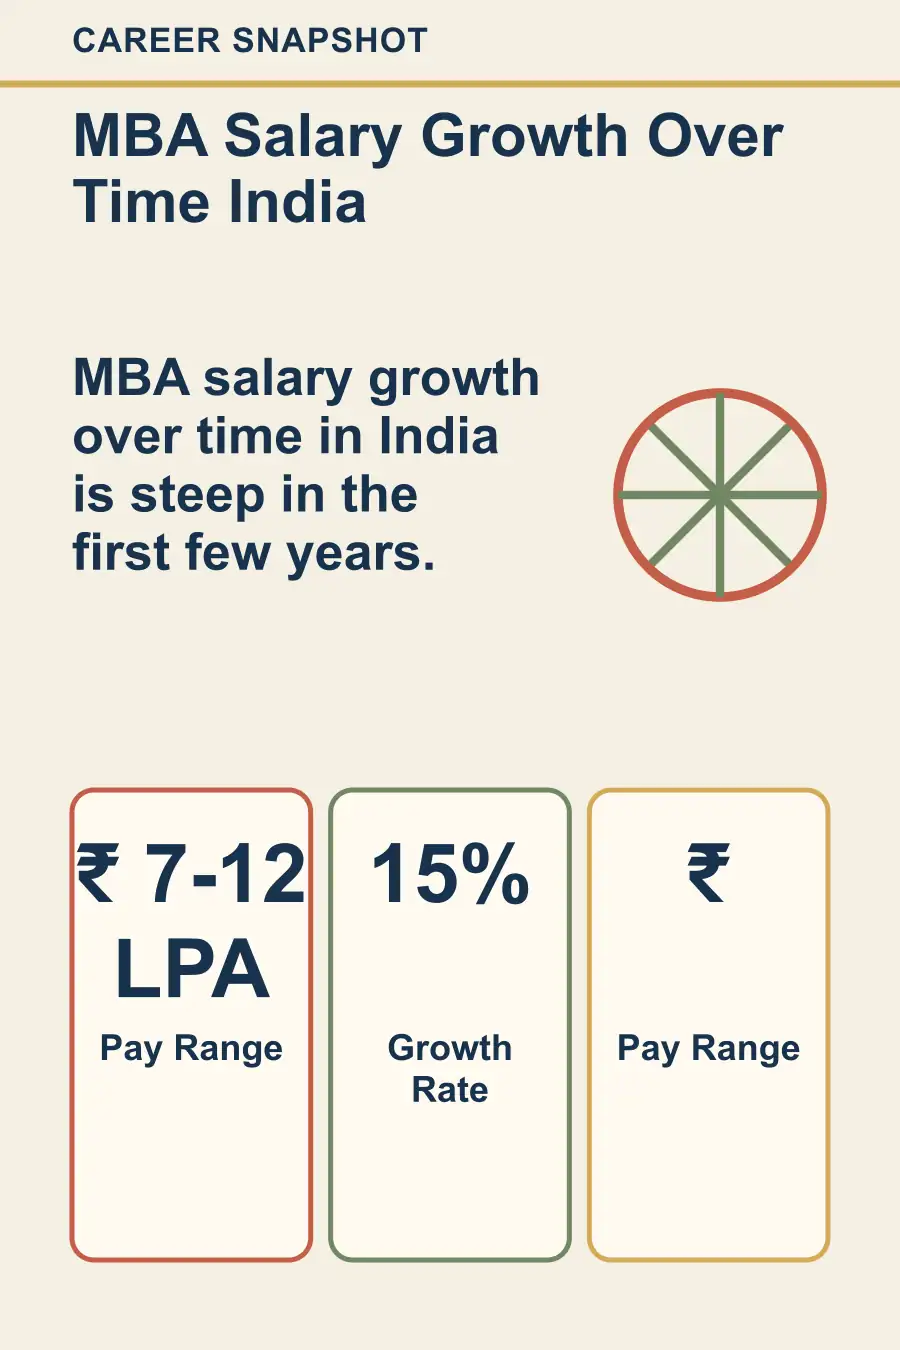 CAREER SNAPSHOT
MBA Salary Growth Over
Time India
MBA salary growth
over time in India
is steep in the
first few years.
₹ 7-12
LPA
Pay Range
15%
Growth
Rate
₹
Pay Range